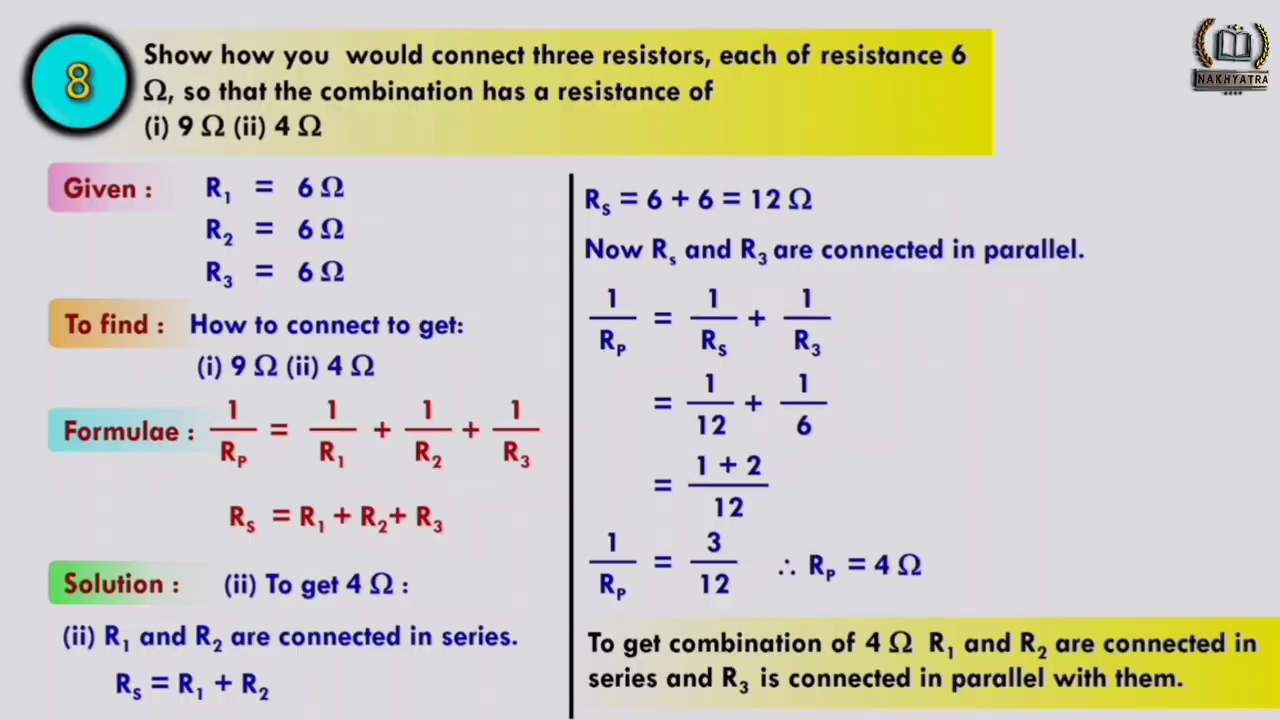 8
Show how you would connect three resistors, each of resistance 6
Ω, so that the combination has a resistance of
(i) 9 Ω (ii) 4 Ω
NAKHYATRA
Given :
R₁ = 6 Ω
R₂ = 6 Ω
R₃ = 6 Ω
To find : How to connect to get:
(i) 9 Ω (ii) 4 Ω
Formulae : 1/Rₚ = 1/R₁ + 1/R₂ + 1/R₃
Rₛ = R₁ + R₂+ R₃
Solution : (ii) To get 4 Ω :
(ii) R₁ and R₂ are connected in series.
Rₛ = R₁ + R₂
Rₛ = 6 + 6 = 12 Ω
Now Rₛ and R₃ are connected in parallel.
1/Rₚ = 1/Rₛ + 1/R₃
= 1/12 + 1/6
= (1 + 2)/12
1/Rₚ = 3/12 ∴ Rₚ = 4 Ω
To get combination of 4 Ω R₁ and R₂ are connected in
series and R₃ is connected in parallel with them.